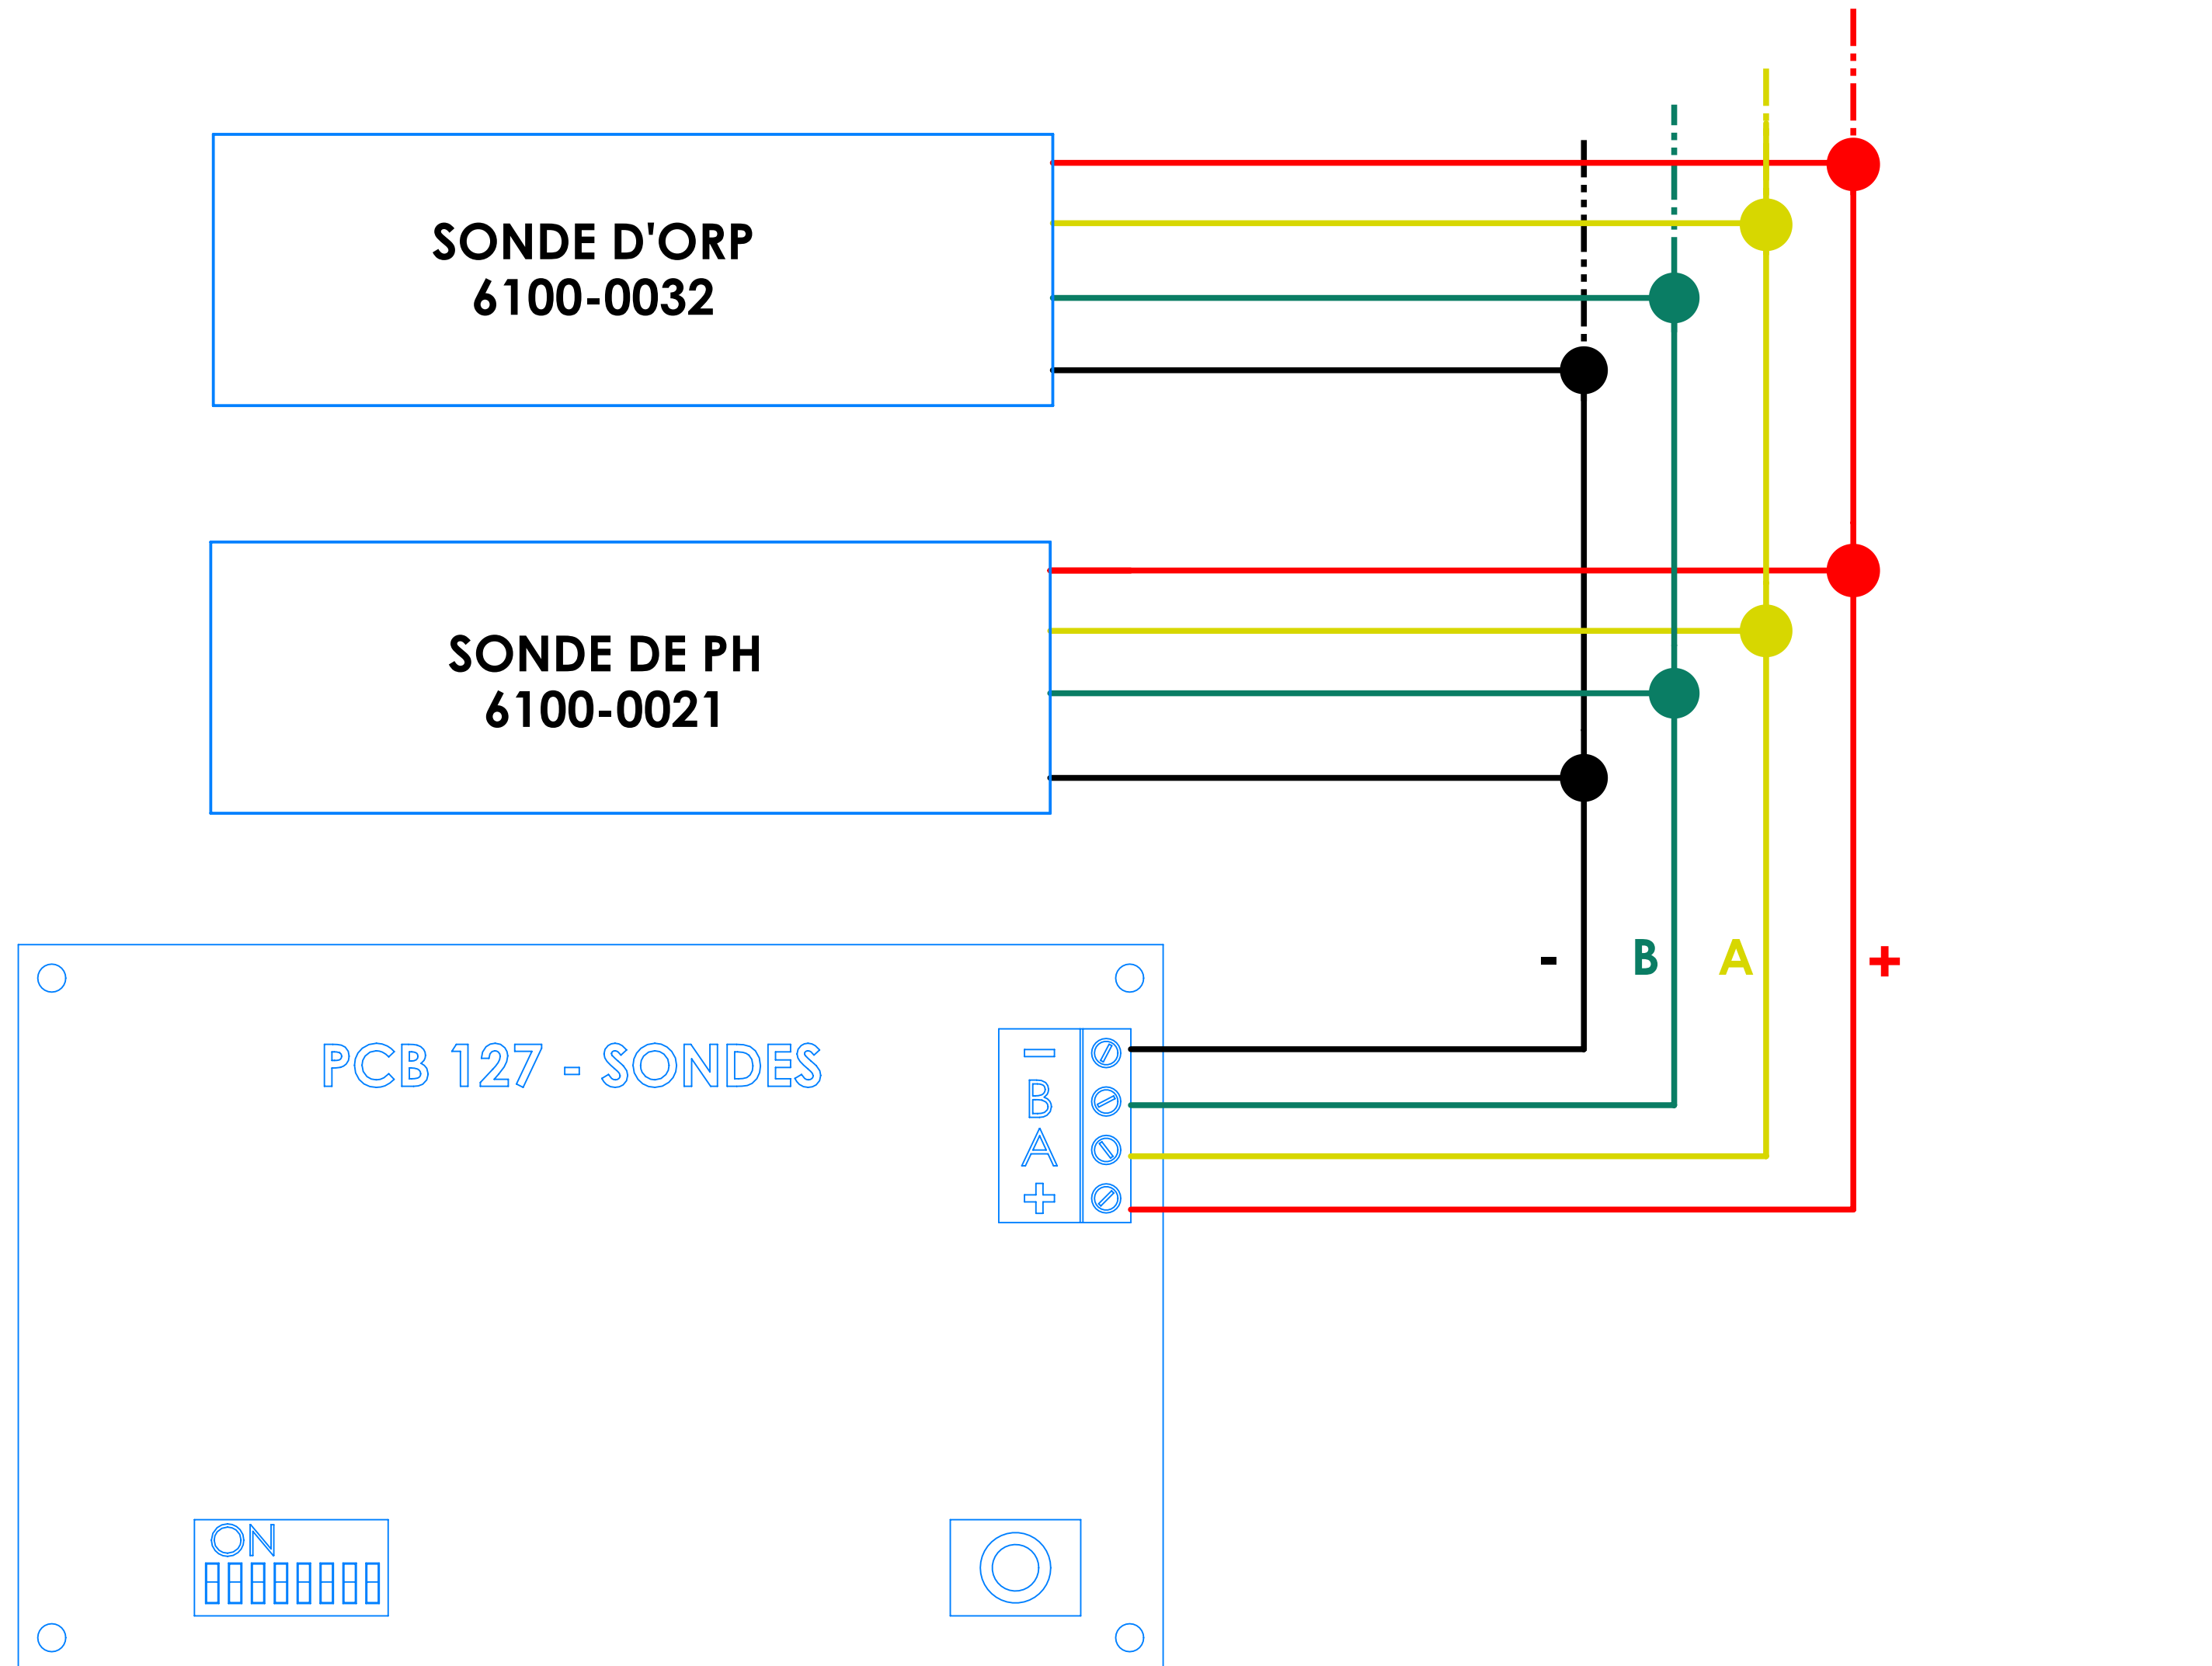 SONDE D'ORP
6100-0032
SONDE DE PH
6100-0021
- B A +
PCB 127 - SONDES
-
B
A
+
ON